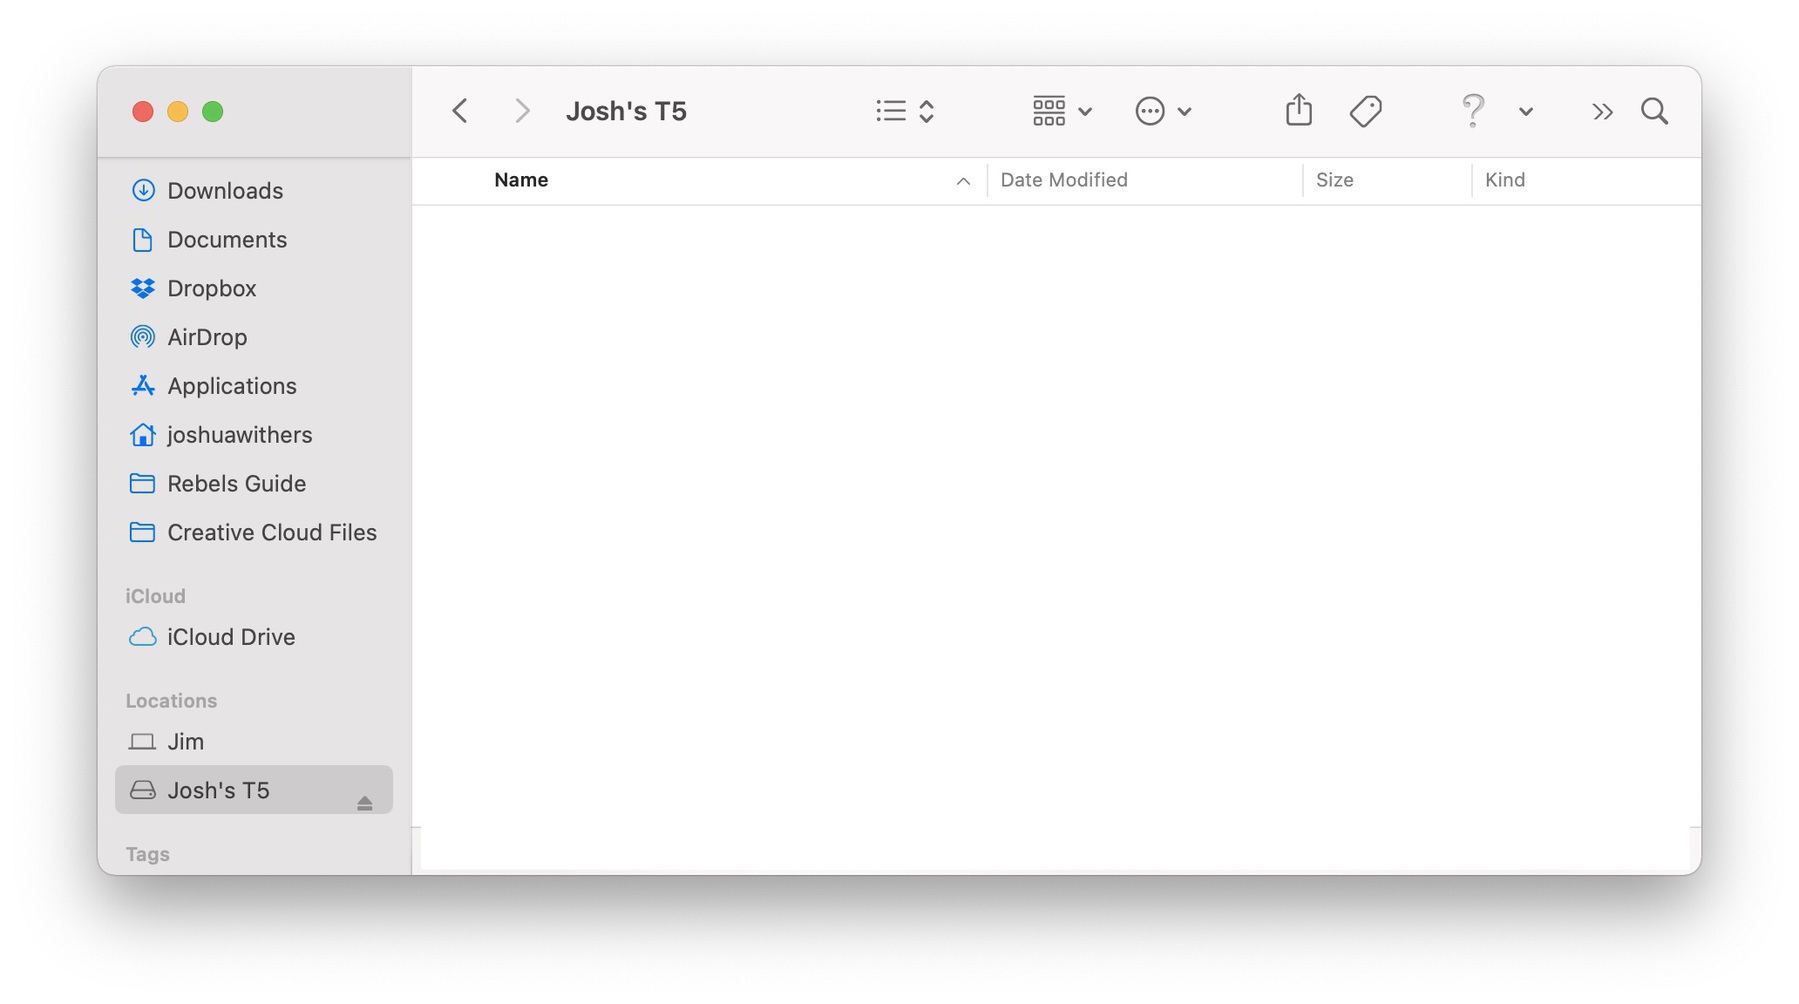 Josh's T5
Name
Date Modified
Size
Kind
Downloads
Documents
Dropbox
AirDrop
Applications
joshuawithers
Rebels Guide
Creative Cloud Files
iCloud
iCloud Drive
Locations
Jim
Josh's T5
Tags